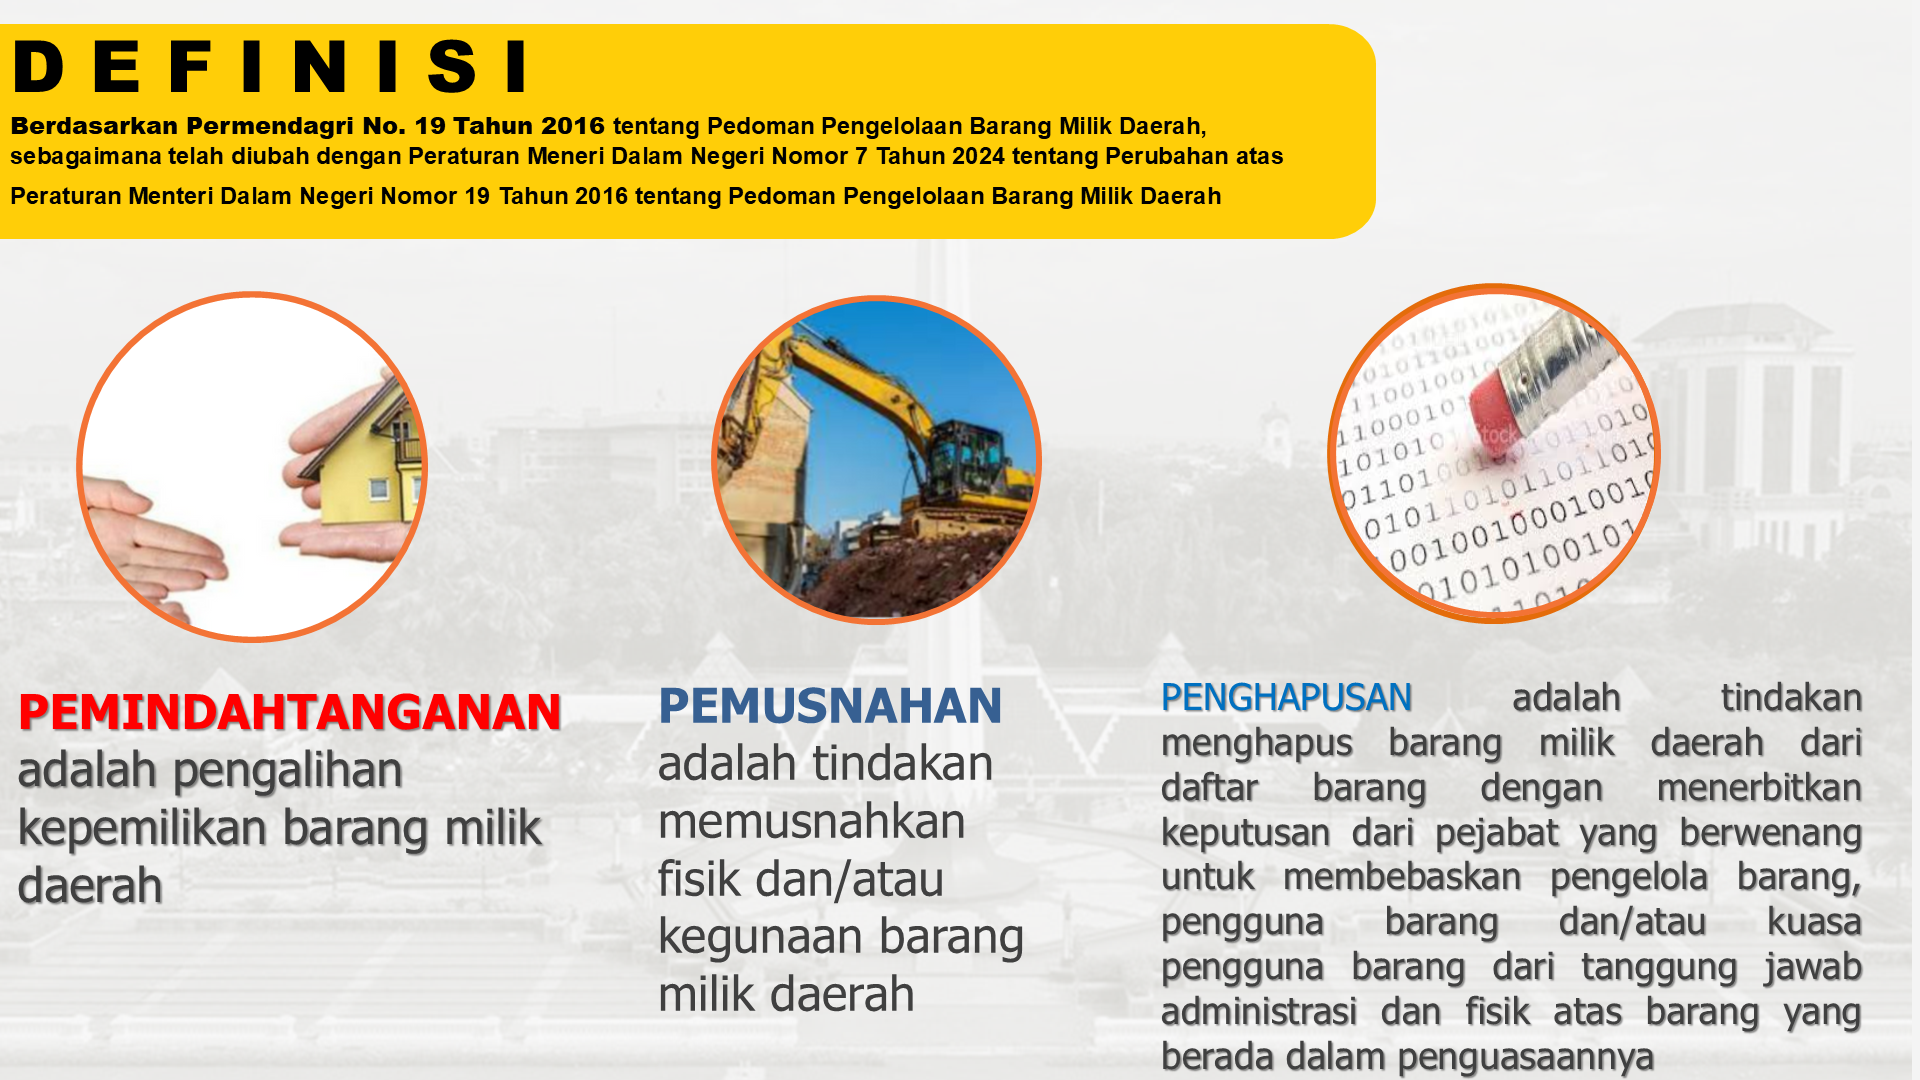 DEFINISI
Berdasarkan Permendagri No. 19 Tahun 2016 tentang Pedoman Pengelolaan Barang Milik Daerah,
sebagaimana telah diubah dengan Peraturan Meneri Dalam Negeri Nomor 7 Tahun 2024 tentang Perubahan atas
Peraturan Menteri Dalam Negeri Nomor 19 Tahun 2016 tentang Pedoman Pengelolaan Barang Milik Daerah
PEMINDAHTANGANAN
adalah pengalihan
kepemilikan barang milik
daerah
PEMUSNAHAN
adalah tindakan
memusnahkan
fisik dan/atau
kegunaan barang
milik daerah
PENGHAPUSAN adalah tindakan
menghapus barang milik daerah dari
daftar barang dengan menerbitkan
keputusan dari pejabat yang berwenang
untuk membebaskan pengelola barang,
pengguna barang dan/atau kuasa
pengguna barang dari tanggung jawab
administrasi dan fisik atas barang yang
berada dalam penguasaannya